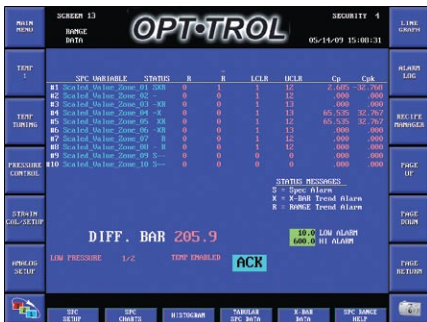 MAIN MENU
SCREEN 13
SECURITY 4
LINE GRAPH
RANGE DATA
OPT-TROL
05/14/09 15:08:31
TEMP 1
ALARM LOG
SPC VARIABLE STATUS R R LCLR UCLR Cp Cpk
#1 Scaled_Value_Zone_01 SXR 0 1 1 12 2.685 -32.768
#2 Scaled_Value_Zone_02 - 0 0 1 12 .000 .000
#3 Scaled_Value_Zone_03 -XR 0 0 1 13 .000 .000
#4 Scaled_Value_Zone_04 -X 0 0 1 13 65.535 32.767
#5 Scaled_Value_Zone_05 XR 0 0 1 12 65.535 32.767
#6 Scaled_Value_Zone_06 -XR 0 0 1 13 .000 .000
#7 Scaled_Value_Zone_07 - R 0 0 1 12 .000 .000
#8 Scaled_Value_Zone_08 - R 0 0 1 12 .000 .000
#9 Scaled_Value_Zone_09 S-- 0 0 0 0 .000 .000
#10 Scaled_Value_Zone_10 S-- 0 0 0 0 .000 .000
TEMP TUNING
RECIPE MANAGER
PRESSURE CONTROL
PAGE UP
STATUS MESSAGES
S = Spec Alarm
X = X-BAR Trend Alarm
R = RANGE Trend Alarm
STRAIN CAL/SETUP
PAGE DOWN
DIFF. BAR 205.9
10.0 LOW ALARM
600.0 HI ALARM
ANALOG SETUP
LOW PRESSURE 1/2 TEMP ENABLED ACK
PAGE RETURN
SPC SETUP
SPC CHARTS
HISTOGRAM
TABULAR SPC DATA
X-BAR DATA
SPC RANGE HELP